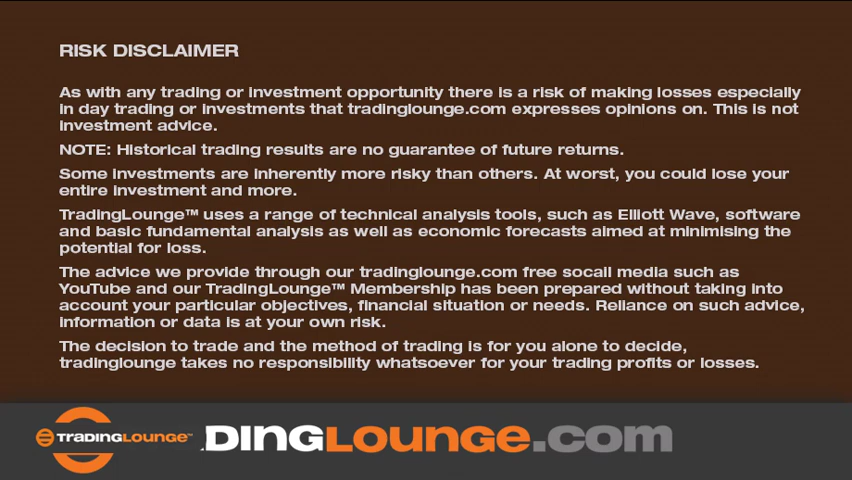 RISK DISCLAIMER
As with any trading or investment opportunity there is a risk of making losses especially
in day trading or investments that tradinglounge.com expresses opinions on. This is not
investment advice.
NOTE: Historical trading results are no guarantee of future returns.
Some investments are inherently more risky than others. At worst, you could lose your
entire investment and more.
TradingLounge™ uses a range of technical analysis tools, such as Elliott Wave, software
and basic fundamental analysis as well as economic forecasts aimed at minimising the
potential for loss.
The advice we provide through our tradinglounge.com free socail media such as
YouTube and our TradingLounge™ Membership has been prepared without taking into
account your particular objectives, financial situation or needs. Reliance on such advice,
information or data is at your own risk.
The decision to trade and the method of trading is for you alone to decide,
tradinglounge takes no responsibility whatsoever for your trading profits or losses.
TRADINGLOUNGE™ DINGLOUNGE.com